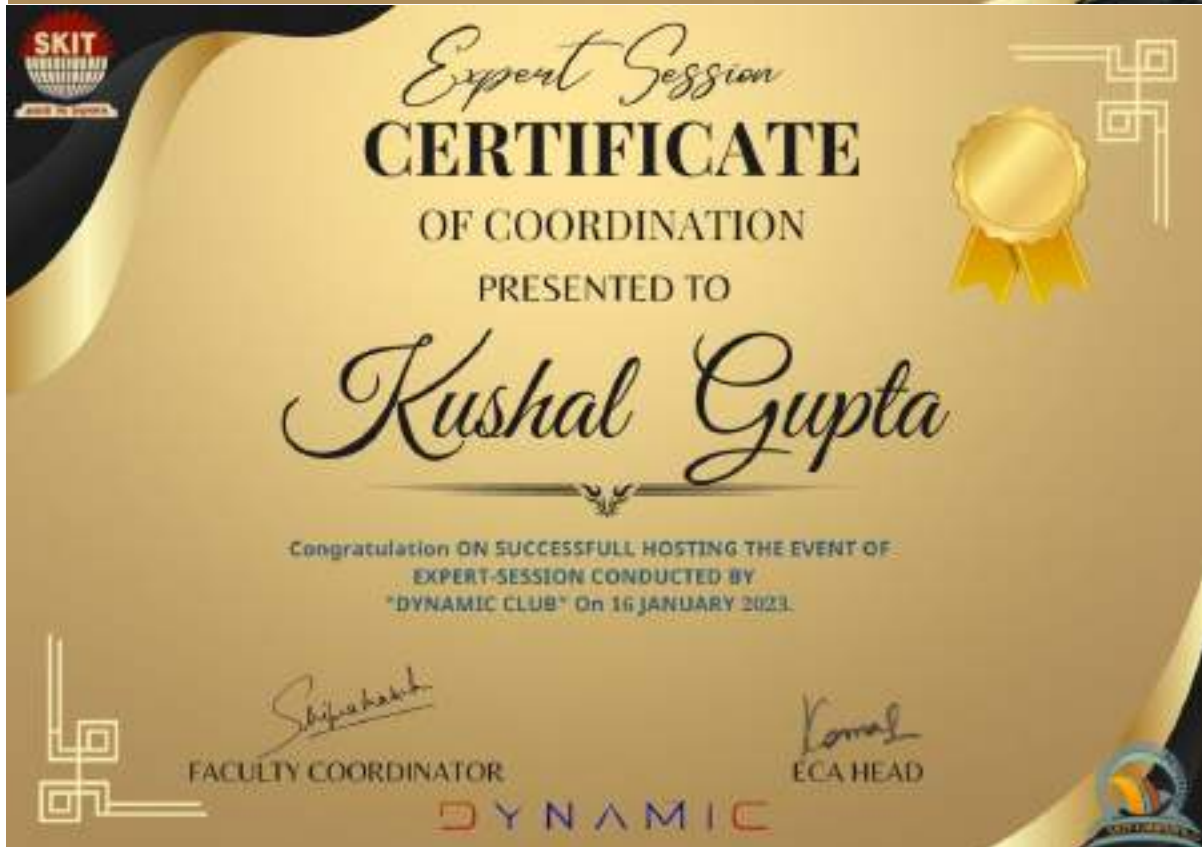 SKIT
Expert Session
CERTIFICATE
OF COORDINATION
PRESENTED TO
Kushal Gupta
Congratulation ON SUCCESSFULL HOSTING THE EVENT OF
EXPERT-SESSION CONDUCTED BY
"DYNAMIC CLUB" On 16 JANUARY 2023.
Komal
FACULTY COORDINATOR
ECA HEAD
DYNAMIC